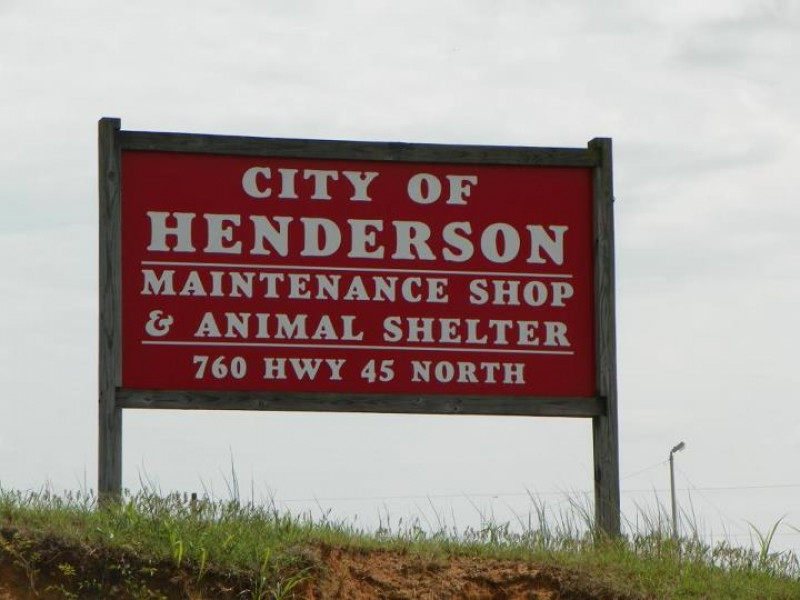 CITY OF
HENDERSON
MAINTENANCE SHOP
& ANIMAL SHELTER
760 HWY 45 NORTH